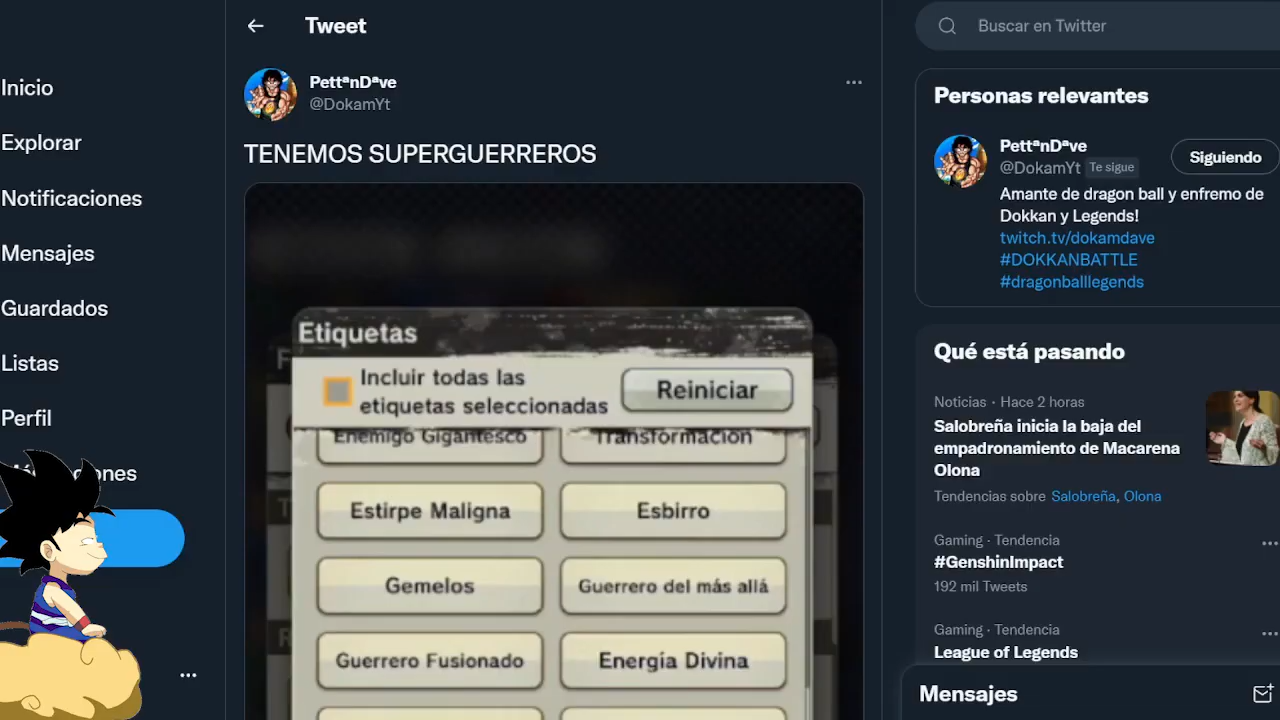 Inicio
Explorar
Notificaciones
Mensajes
Guardados
Listas
Perfil
ones
Tweet
PettªnDªve
@DokamYt
TENEMOS SUPERGUERREROS
Etiquetas
Incluir todas las
etiquetas seleccionadas
Reiniciar
Enemigo Gigantesco
Transformación
Estirpe Maligna
Esbirro
Gemelos
Guerrero del más allá
Guerrero Fusionado
Energía Divina
Buscar en Twitter
Personas relevantes
PettªnDªve
@DokamYt Te sigue
Siguiendo
Amante de dragon ball y enfremo de
Dokkan y Legends!
twitch.tv/dokamdave
#DOKKANBATTLE
#dragonballlegends
Qué está pasando
Noticias · Hace 2 horas
Salobreña inicia la baja del
empadronamiento de Macarena
Olona
Tendencias sobre Salobreña, Olona
Gaming · Tendencia
#GenshinImpact
192 mil Tweets
Gaming · Tendencia
League of Legends
Mensajes